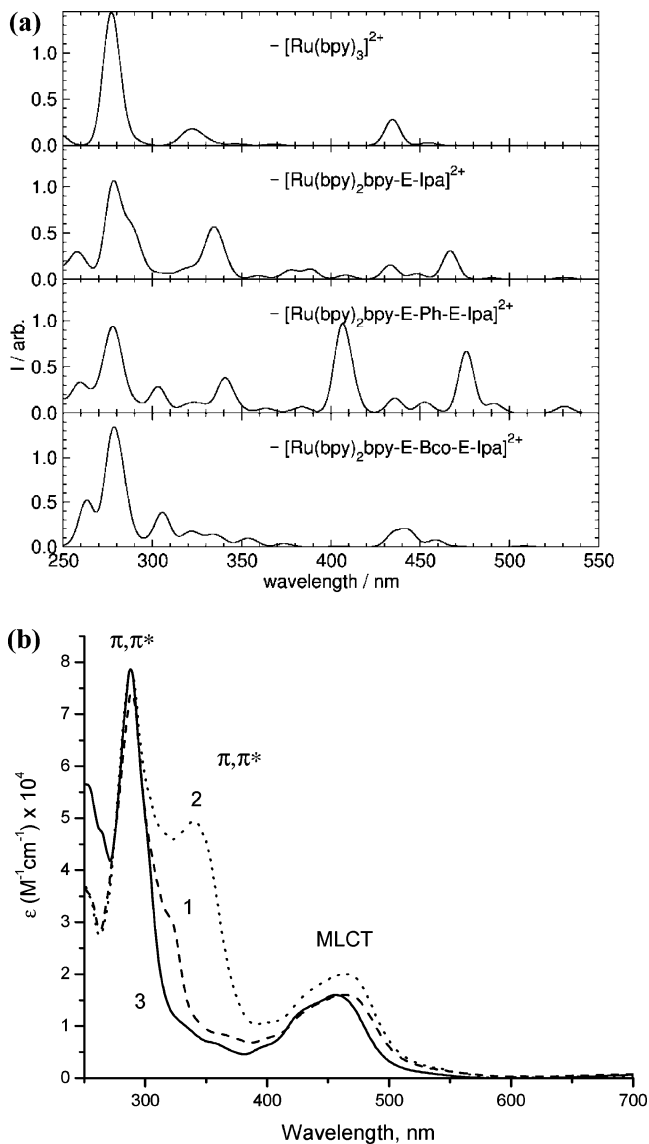 (a)
– [Ru(bpy)₃]²⁺
1.0
0.5
0.0
– [Ru(bpy)₂bpy-E-Ipa]²⁺
1.0
0.5
0.0
– [Ru(bpy)₂bpy-E-Ph-E-Ipa]²⁺
1.0
0.5
0.0
– [Ru(bpy)₂bpy-E-Bco-E-Ipa]²⁺
1.0
0.5
0.0
I / arb.
250 300 350 400 450 500 550
wavelength / nm
(b)
π,π*
π,π*
8
7
6
5
4
3
2
1
0
2
1
3
MLCT
ε (M⁻¹cm⁻¹) x 10⁴
300 400 500 600 700
Wavelength, nm